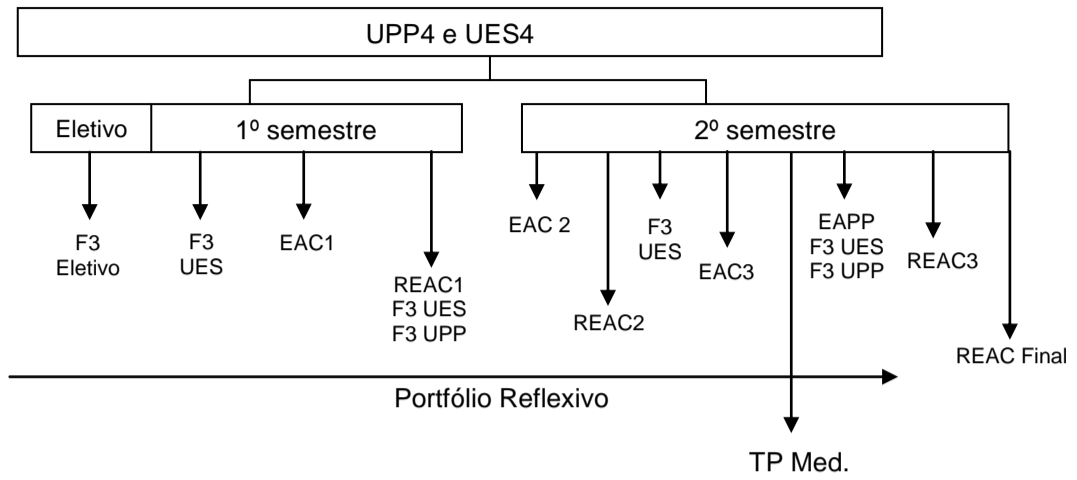 UPP4 e UES4
Eletivo
1º semestre
2º semestre
F3
Eletivo
F3
UES
EAC1
REAC1
F3 UES
F3 UPP
EAC 2
REAC2
F3
UES
EAC3
EAPP
F3 UES
F3 UPP
REAC3
REAC Final
Portfólio Reflexivo
TP Med.